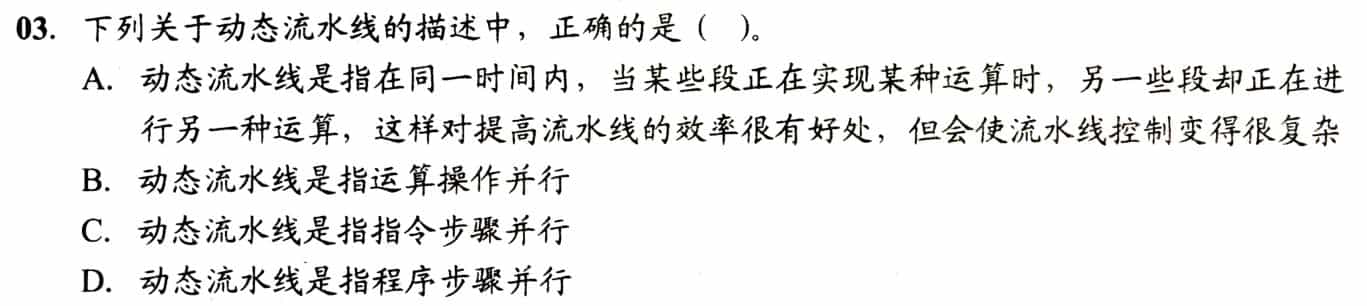 03. 下列关于动态流水线的描述中，正确的是（ ）。
A. 动态流水线是指在同一时间内，当某些段正在实现某种运算时，另一些段却正在进
行另一种运算，这样对提高流水线的效率很有好处，但会使流水线控制变得很复杂
B. 动态流水线是指运算操作并行
C. 动态流水线是指指令步骤并行
D. 动态流水线是指程序步骤并行